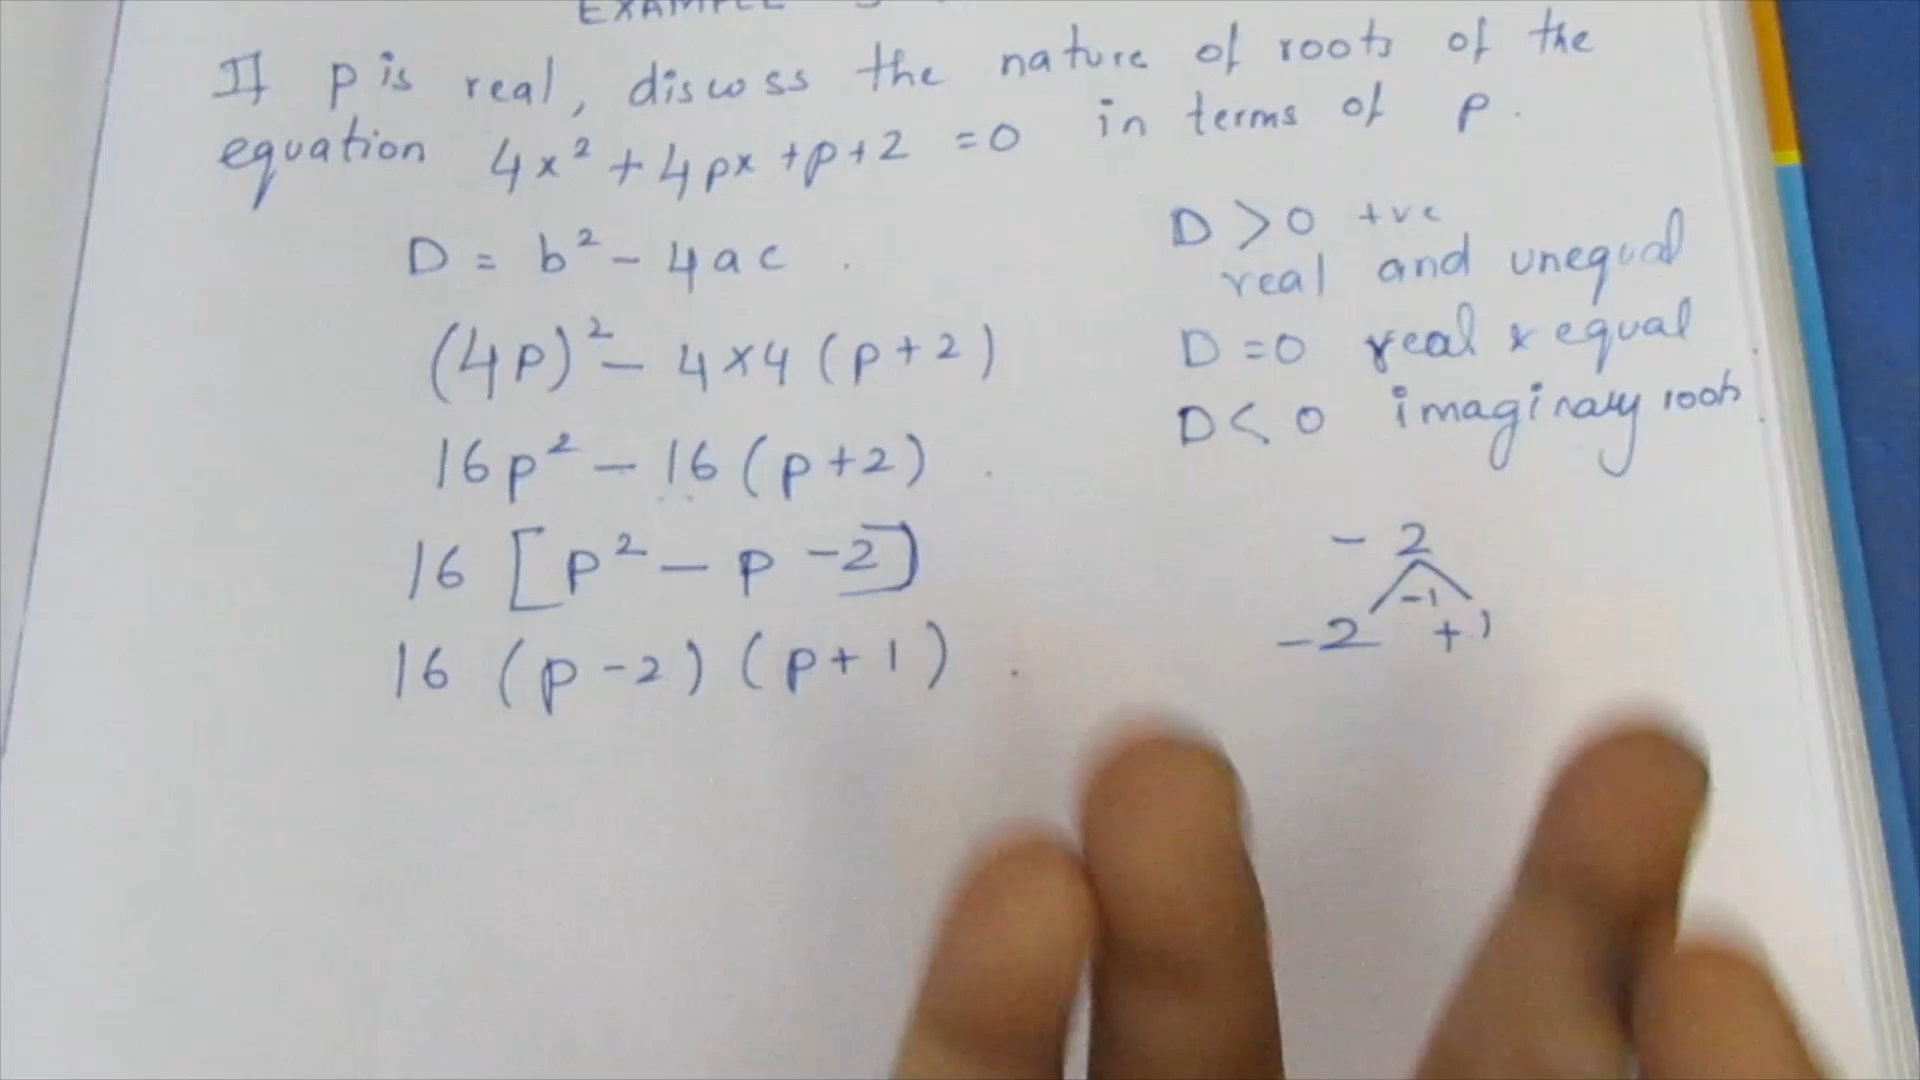 EXAMPLE
If p is real, discuss the nature of roots of the
equation 4x² + 4px + p + 2 = 0 in terms of p.
D = b² - 4ac.
(4p)² - 4×4 (p+2)
16p² - 16 (p+2).
16 [p² - p - 2]
16 (p-2) (p+1).
D > 0 +ve
real and unequal
D = 0 real & equal
D < 0 imaginary roots
- 2
-1
-2 +1